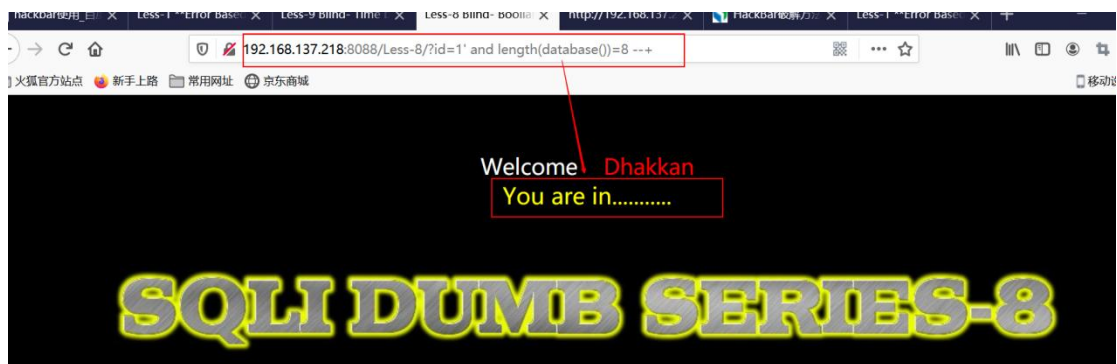 hackbar使用_百 Less-1 **Error Based Less-9 Blind- Time Less-8 Blind- Boolia http://192.168.137.2 HackBar破解方 Less-1 **Error Based
192.168.137.218:8088/Less-8/?id=1' and length(database())=8 --+
火狐官方站点 新手上路 常用网址 京东商城 移动
Welcome Dhakkan
You are in...........
SQLI DUMB SERIES-8